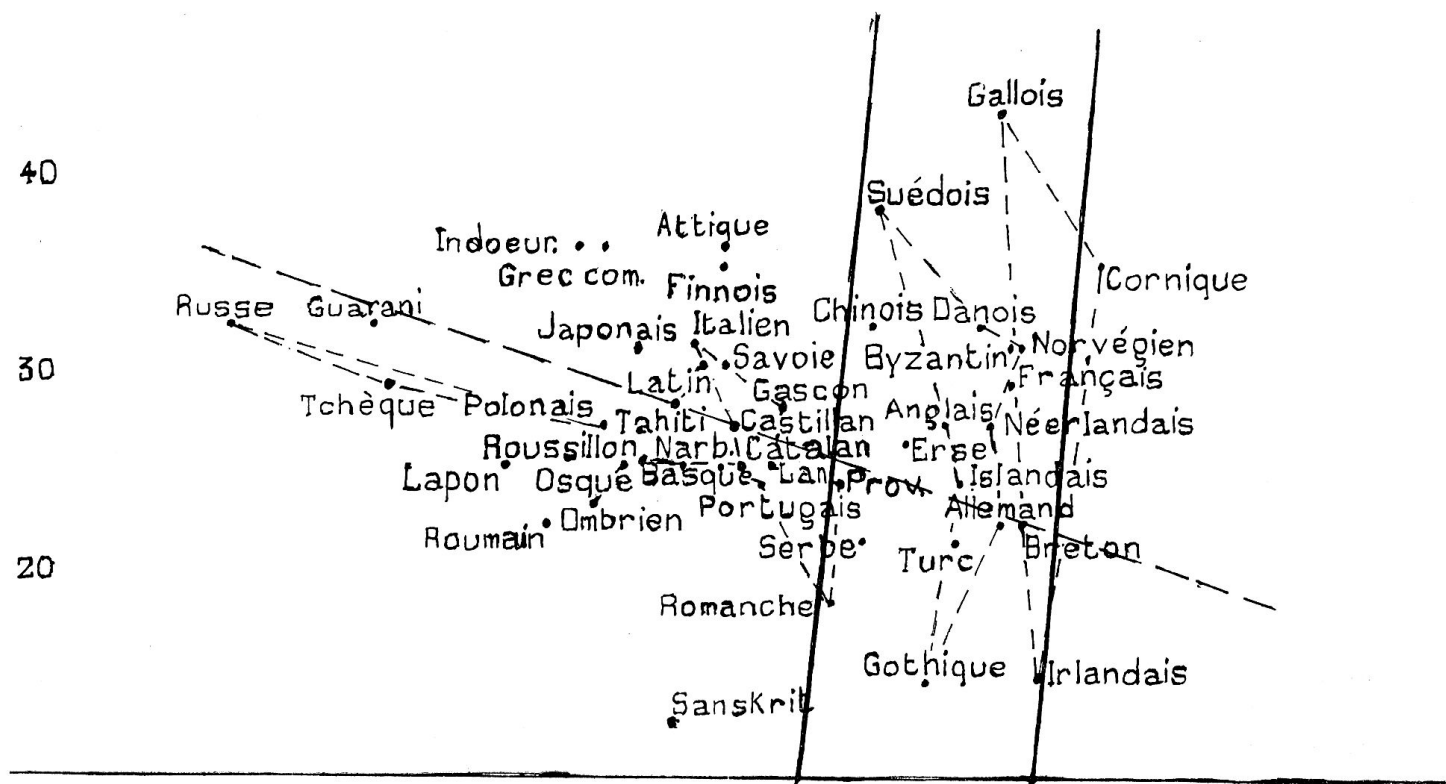 Gallois
40
Suédois
Indoeur. Attique
Grec com. Finnois Cornique
Russe Guarani Japonais Italien Chinois Danois
30 Savoie Byzantin Norvégien
Latin Gascon Français
Tchèque Polonais Tahiti Castillan Anglais Néerlandais
Roussillon Narb. Catalan Erse
Lapon Osque Basque Lan. Prov. Islandais
Ombrien Portugais Allemand
Roumain Serbe Turc Breton
20
Romanche
Gothique Irlandais
Sanskrit